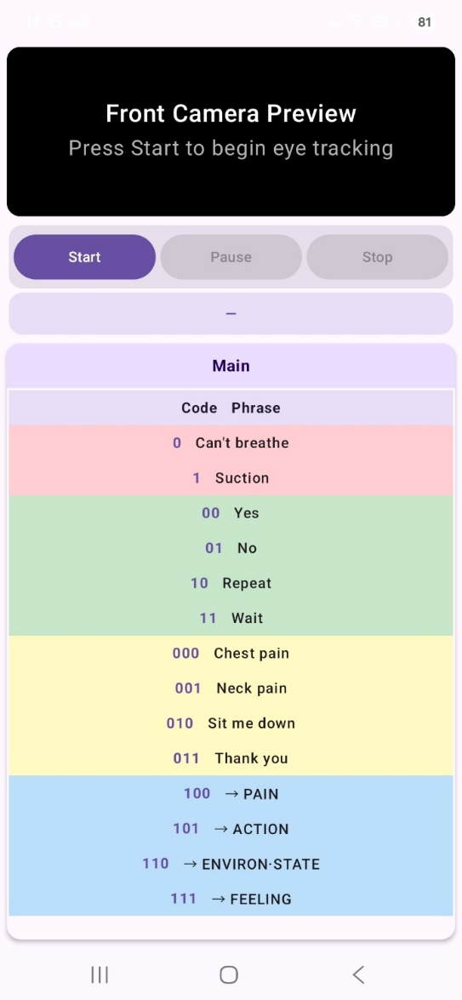 81
Front Camera Preview
Press Start to begin eye tracking
Start Pause Stop
–
Main
Code Phrase
0 Can't breathe
1 Suction
00 Yes
01 No
10 Repeat
11 Wait
000 Chest pain
001 Neck pain
010 Sit me down
011 Thank you
100 → PAIN
101 → ACTION
110 → ENVIRON·STATE
111 → FEELING